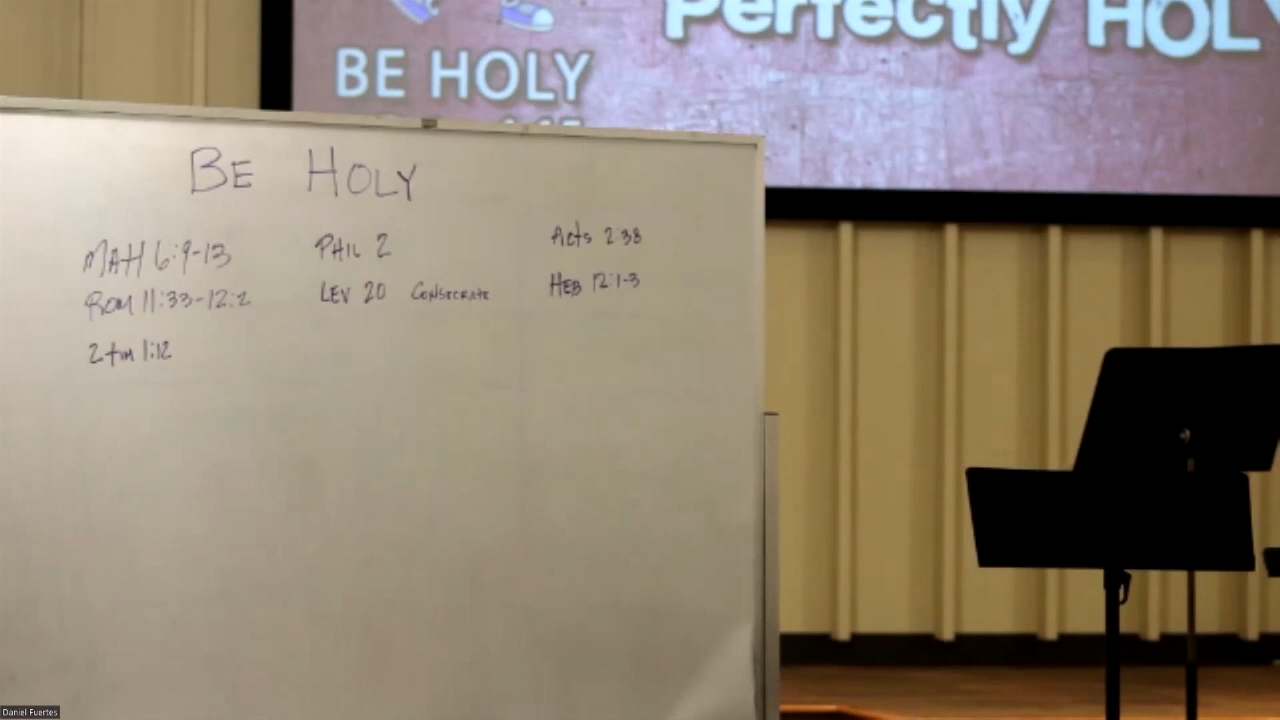 Perfectly HOLY
BE HOLY
BE HOLY
MATT 6:9-13
ROM 11:33-12:2
2 tim 1:12
PHIL 2
LEV 20 CONSECRATE
Acts 2:38
HEB 12:1-3
Daniel Fuertes